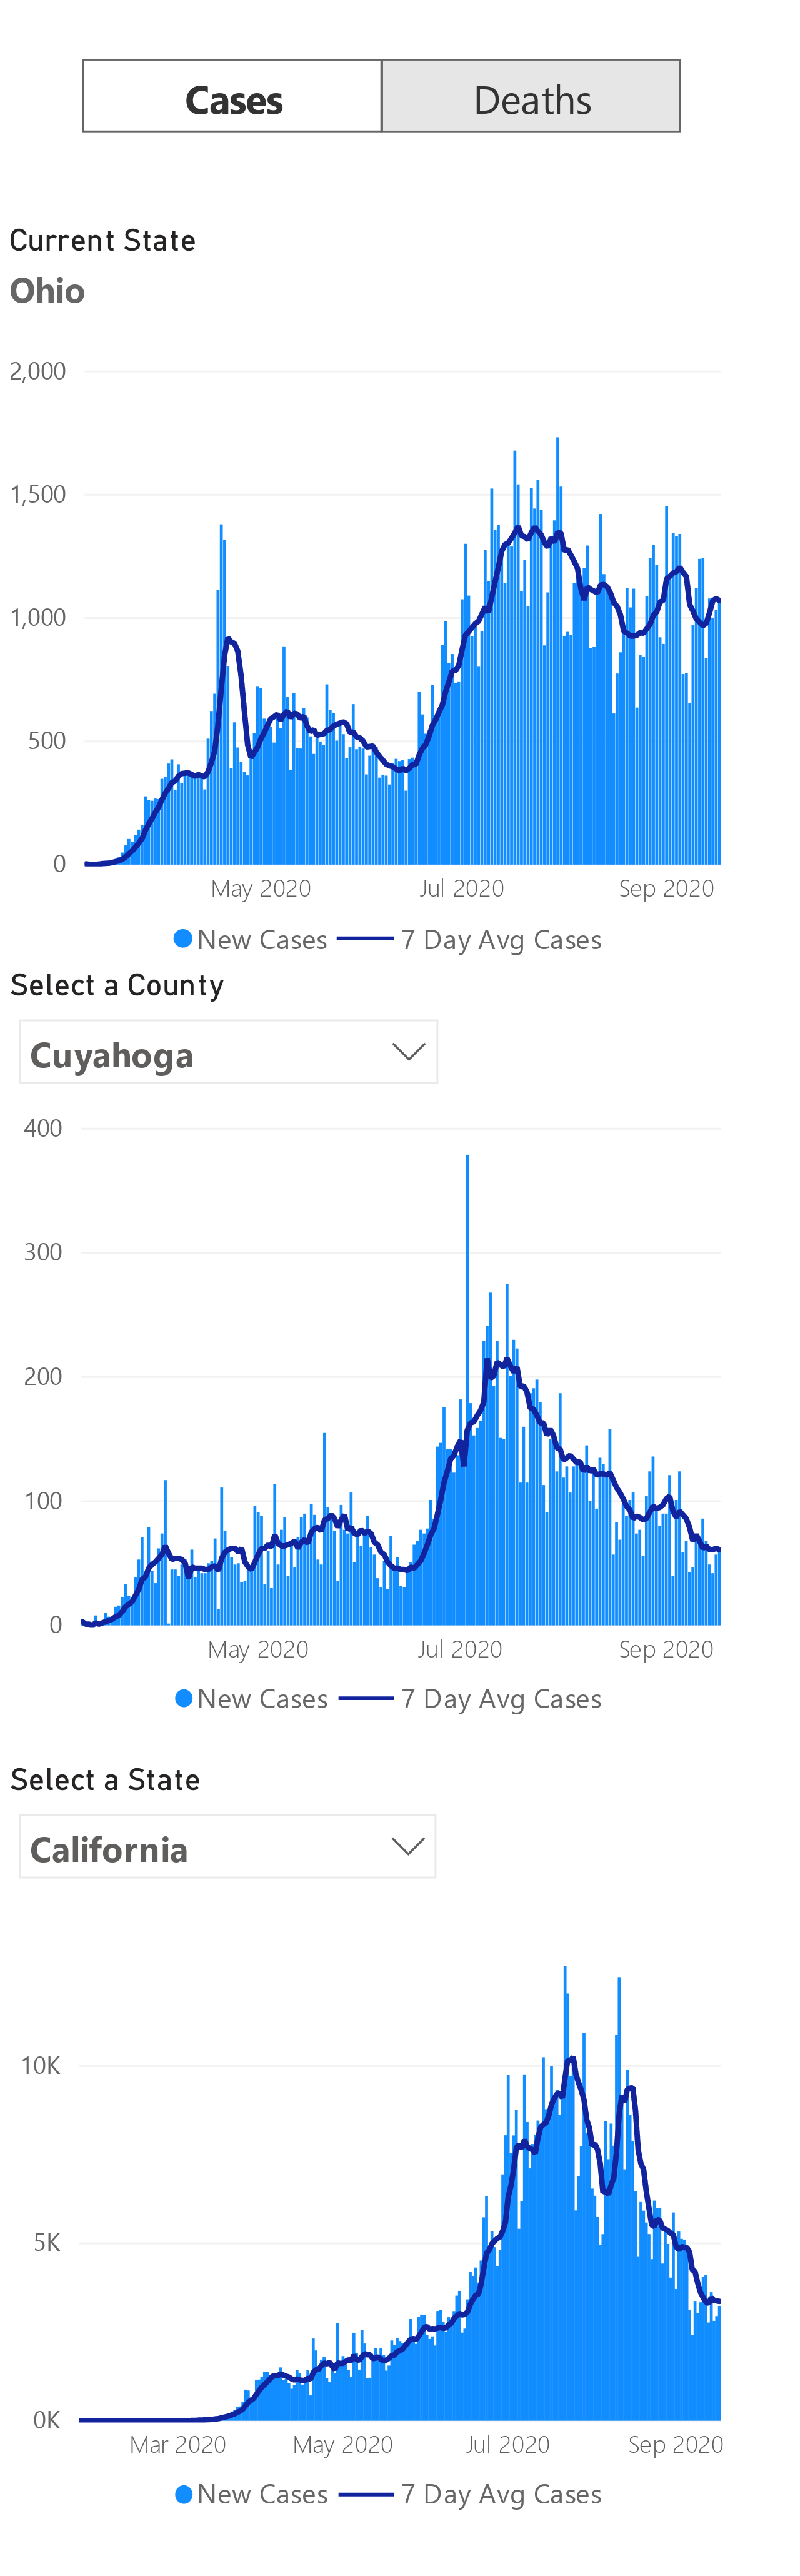 Cases Deaths
Current State
Ohio
2,000
1,500
1,000
500
0
May 2020 Jul 2020 Sep 2020
New Cases 7 Day Avg Cases
Select a County
Cuyahoga
400
300
200
100
0
May 2020 Jul 2020 Sep 2020
New Cases 7 Day Avg Cases
Select a State
California
10K
5K
0K
Mar 2020 May 2020 Jul 2020 Sep 2020
New Cases 7 Day Avg Cases